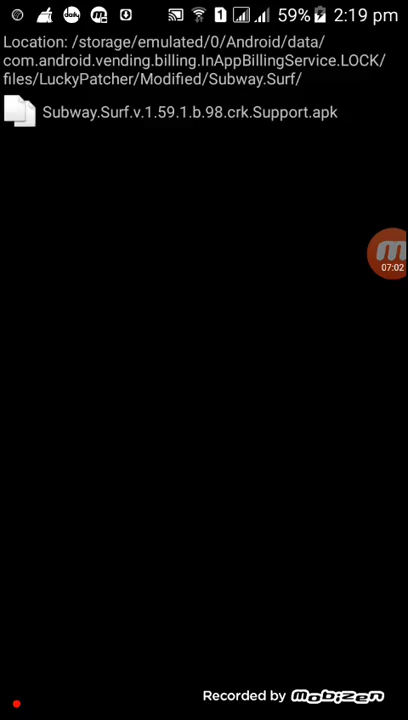 1 59% 2:19 pm
Location: /storage/emulated/0/Android/data/
com.android.vending.billing.InAppBillingService.LOCK/
files/LuckyPatcher/Modified/Subway.Surf/
Subway.Surf.v.1.59.1.b.98.crk.Support.apk
07:02
Recorded by Mobizen